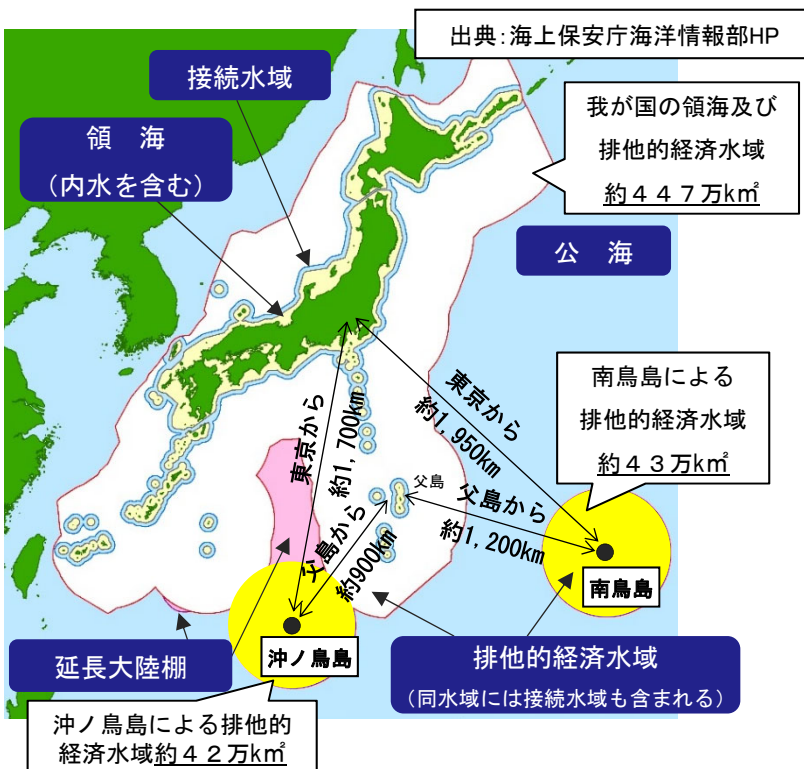 出典：海上保安庁海洋情報部HP
接続水域
我が国の領海及び
排他的経済水域
約４４７万k㎡
領　海
（内水を含む）
公　海
南鳥島による
排他的経済水域
約４３万k㎡
東京から
約1,700km
東京から
約1,950km
父島
父島から
約900km
父島から
約1,200km
南鳥島
沖ノ鳥島
延長大陸棚
排他的経済水域
（同水域には接続水域も含まれる）
沖ノ鳥島による排他的
経済水域約４２万k㎡